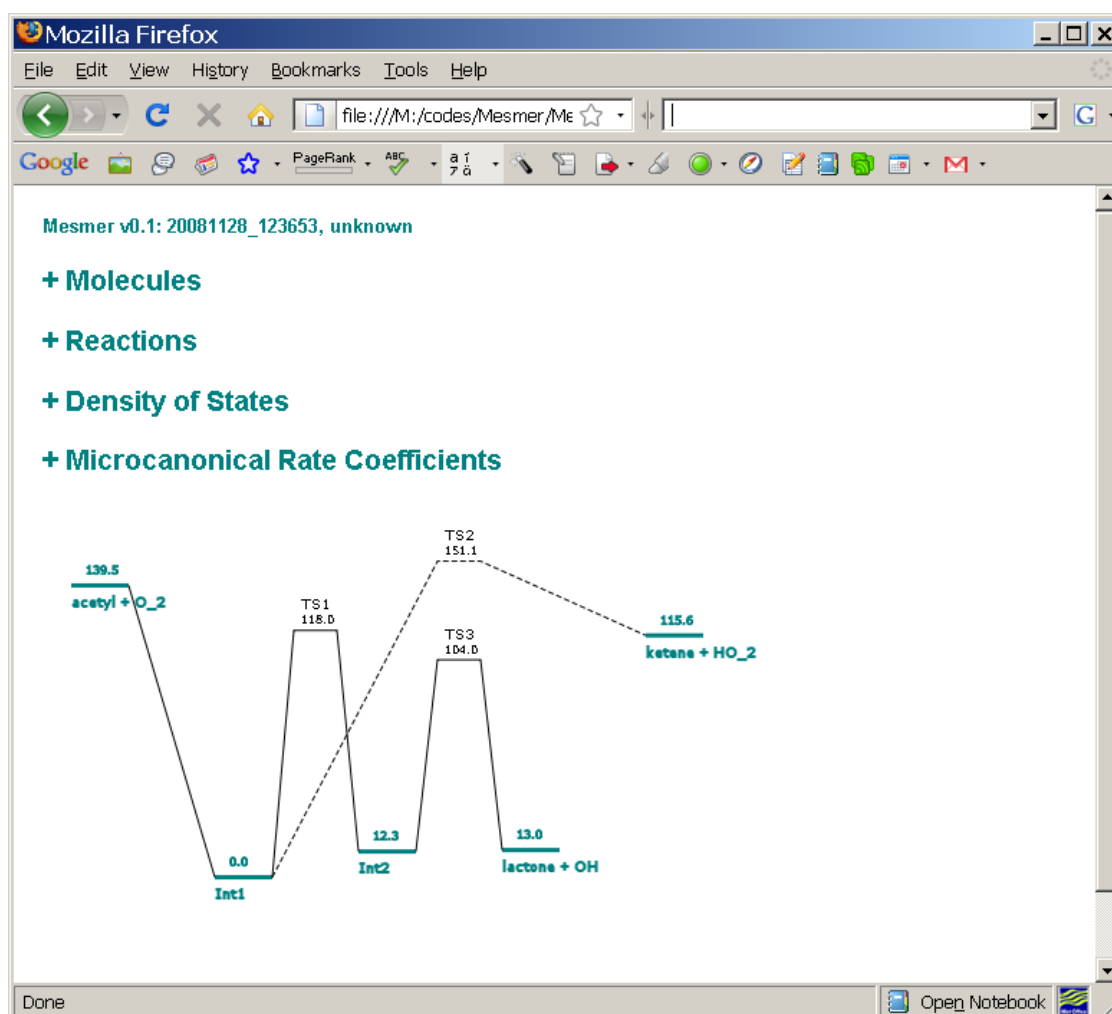 Mozilla Firefox
File Edit View History Bookmarks Tools Help
file:///M:/codes/Mesmer/Me
G
Google PageRank ABC
Mesmer v0.1: 20081128_123653, unknown
+ Molecules
+ Reactions
+ Density of States
+ Microcanonical Rate Coefficients
TS2
151.1
139.5
acetyl + O_2
TS1
118.0
115.6
ketene + HO_2
TS3
104.0
12.3
Int2
13.0
lactone + OH
0.0
Int1
Done Open Notebook